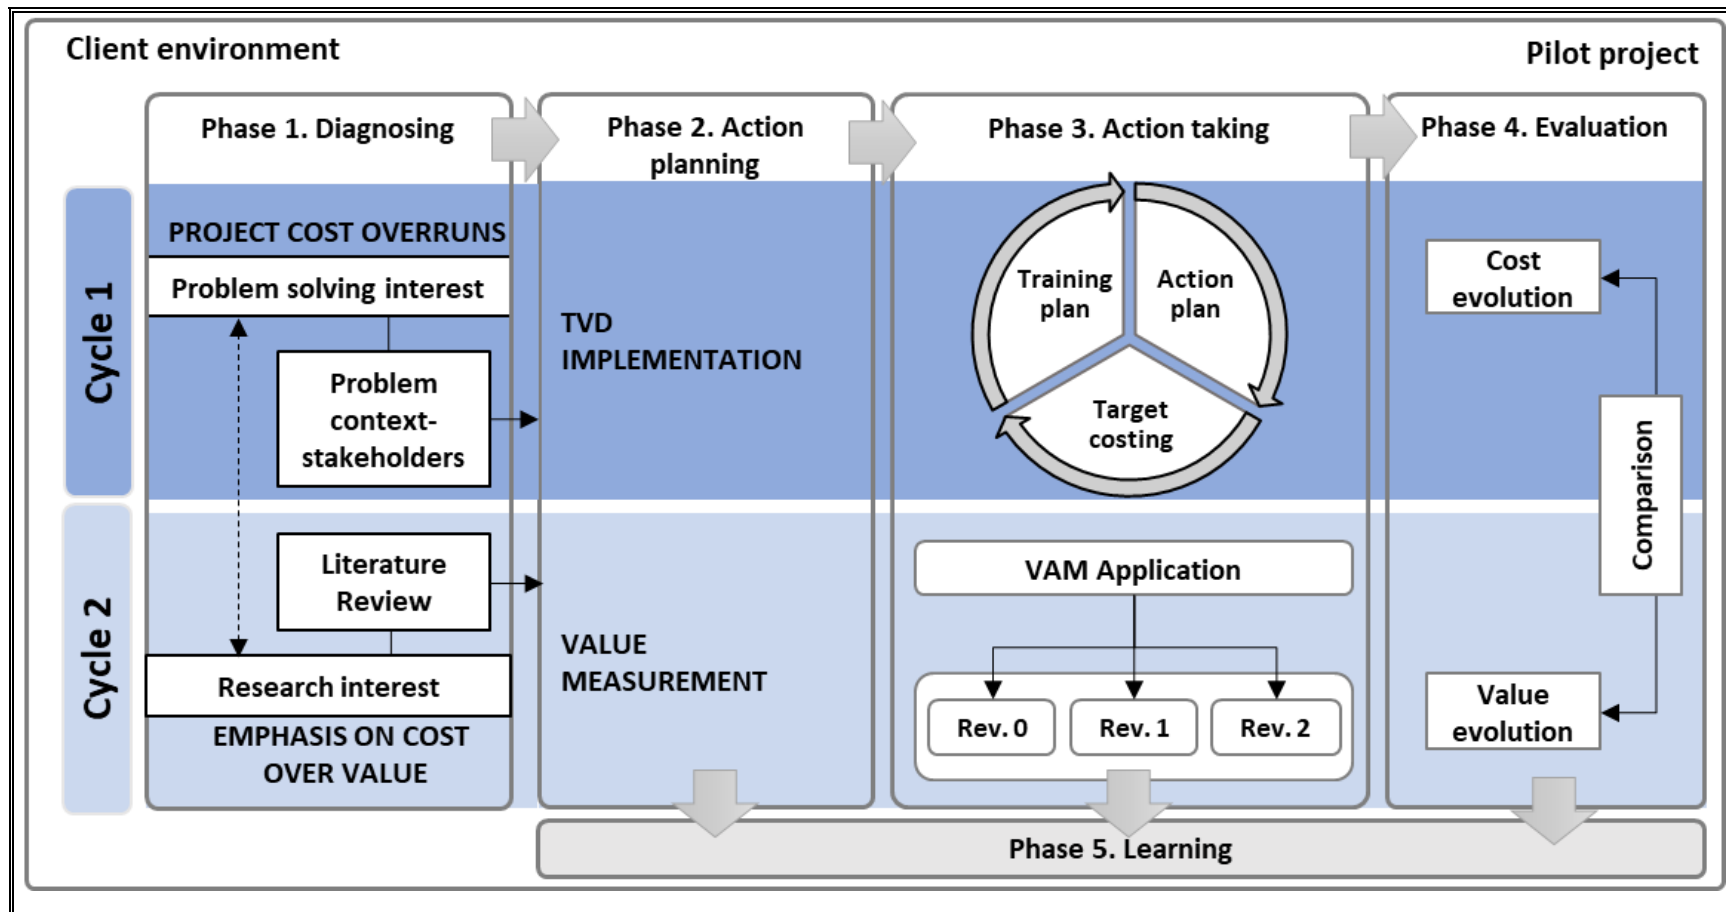 Client environment
Pilot project
Phase 1. Diagnosing
Phase 2. Action
planning
Phase 3. Action taking
Phase 4. Evaluation
Cycle 1
PROJECT COST OVERRUNS
Problem solving interest
Problem
context-
stakeholders
TVD
IMPLEMENTATION
Training
plan
Action
plan
Target
costing
Cost
evolution
Comparison
Cycle 2
Literature
Review
Research interest
EMPHASIS ON COST
OVER VALUE
VALUE
MEASUREMENT
VAM Application
Rev. 0
Rev. 1
Rev. 2
Value
evolution
Phase 5. Learning